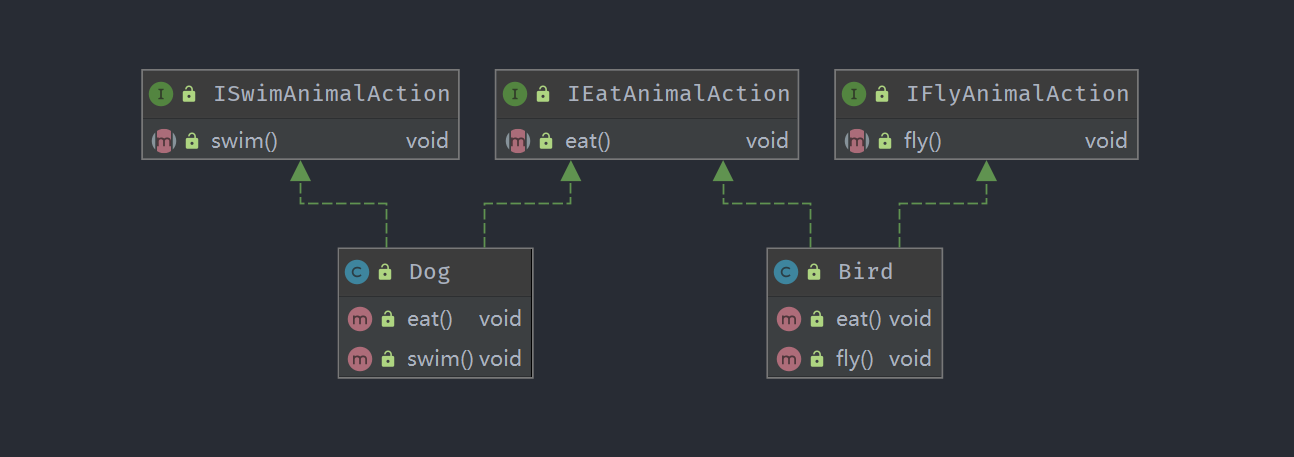 I ISwimAnimalAction
m swim() void
I IEatAnimalAction
m eat() void
I IFlyAnimalAction
m fly() void
C Dog
m eat() void
m swim() void
C Bird
m eat() void
m fly() void